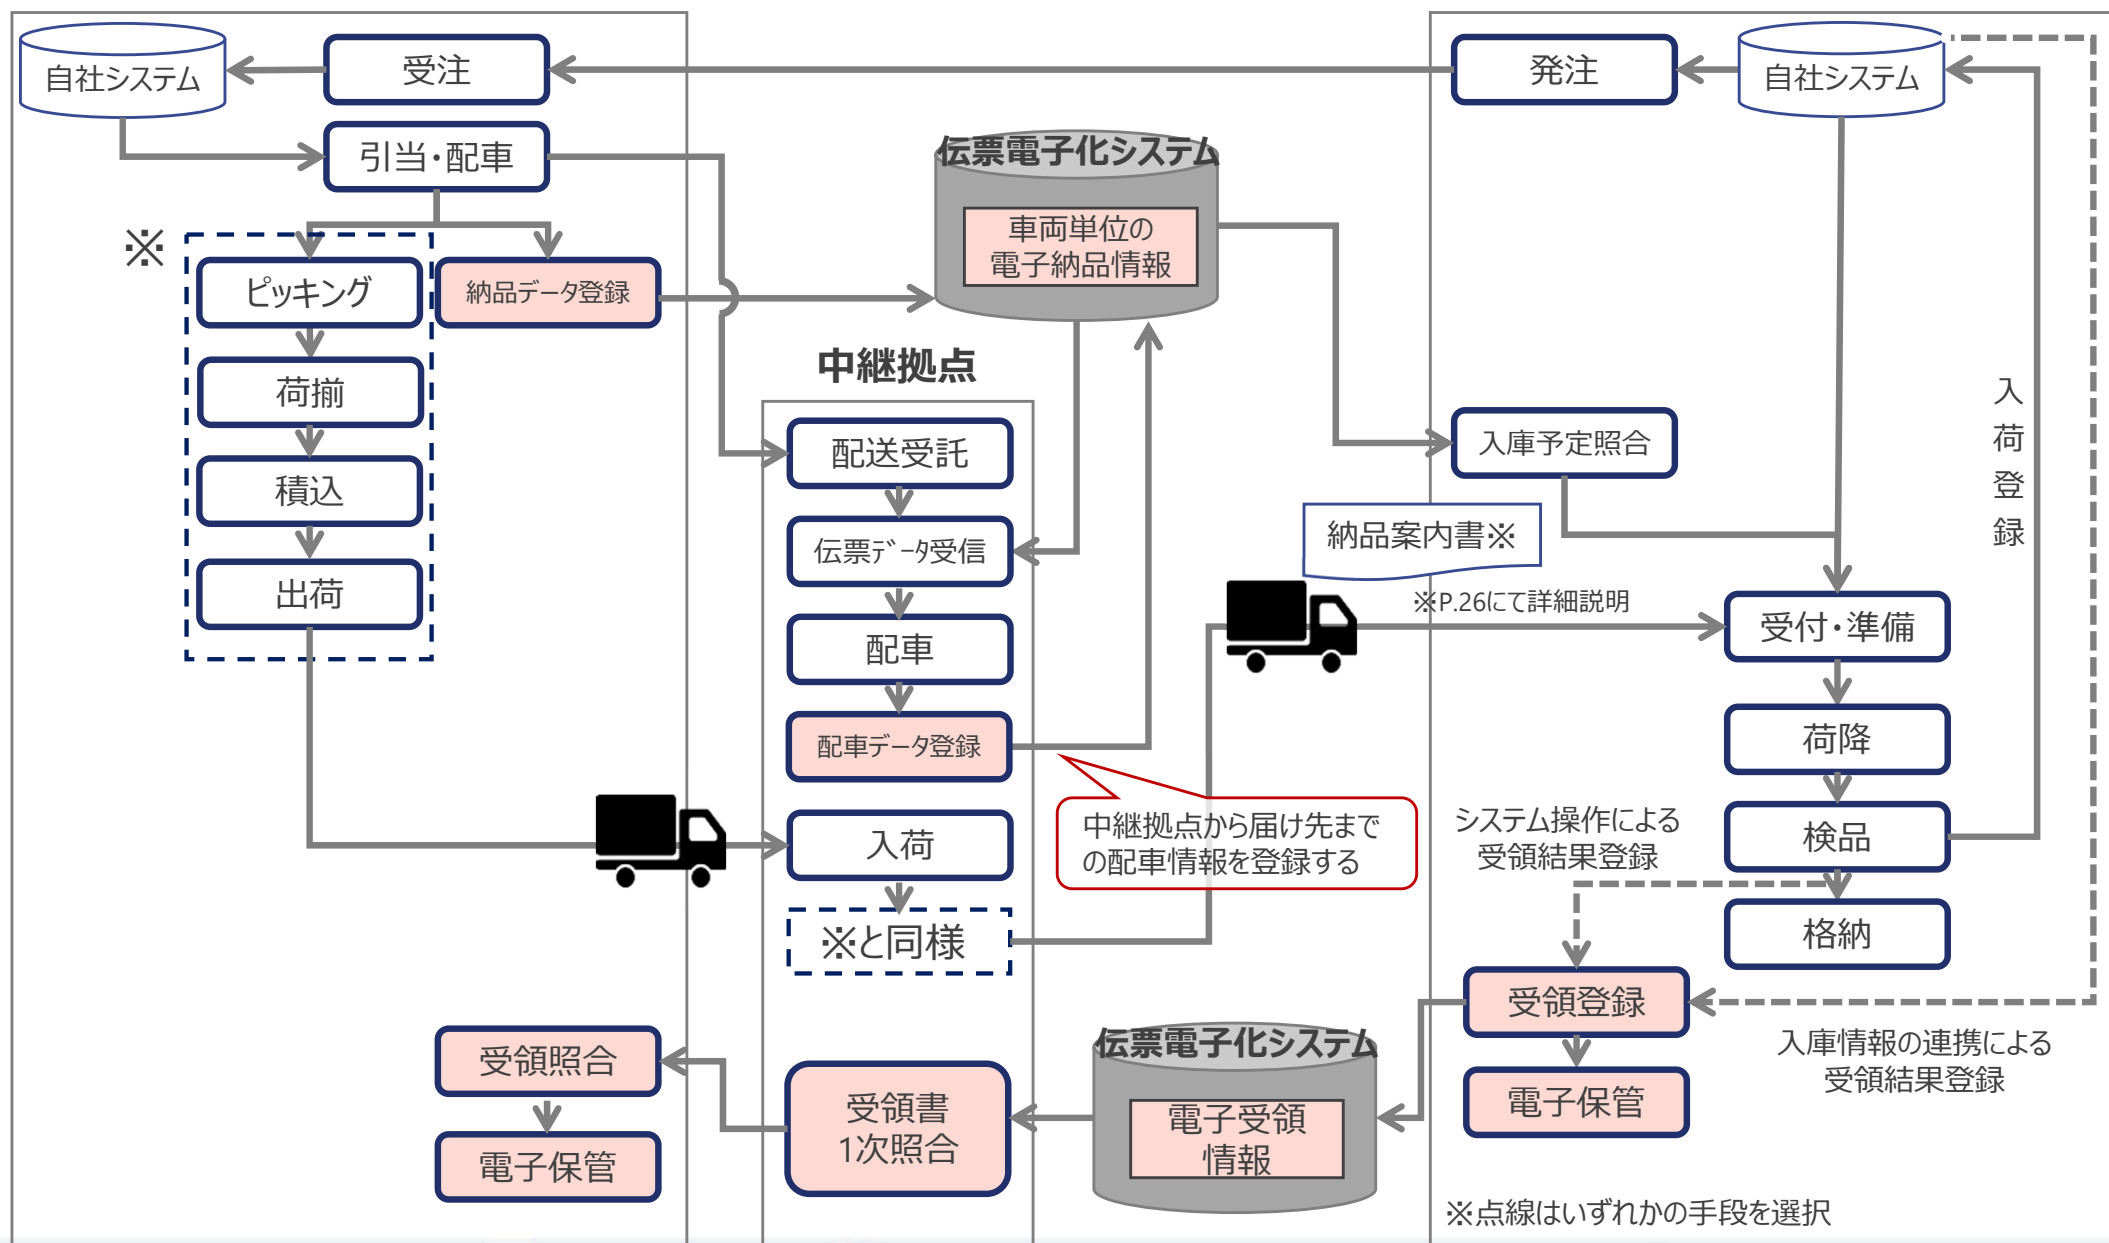 自社システム
受注
発注
自社システム
引当・配車
伝票電子化システム
車両単位の
電子納品情報
※
ピッキング
納品データ登録
荷揃
積込
出荷
中継拠点
配送受託
伝票ﾃﾞｰﾀ受信
配車
配車データ登録
入荷
※と同様
中継拠点から届け先まで
の配車情報を登録する
入庫予定照合
納品案内書※
※P.26にて詳細説明
入
荷
登
録
受付・準備
荷降
検品
格納
システム操作による
受領結果登録
受領登録
電子保管
入庫情報の連携による
受領結果登録
伝票電子化システム
電子受領
情報
受領書
1次照合
受領照合
電子保管
※点線はいずれかの手段を選択